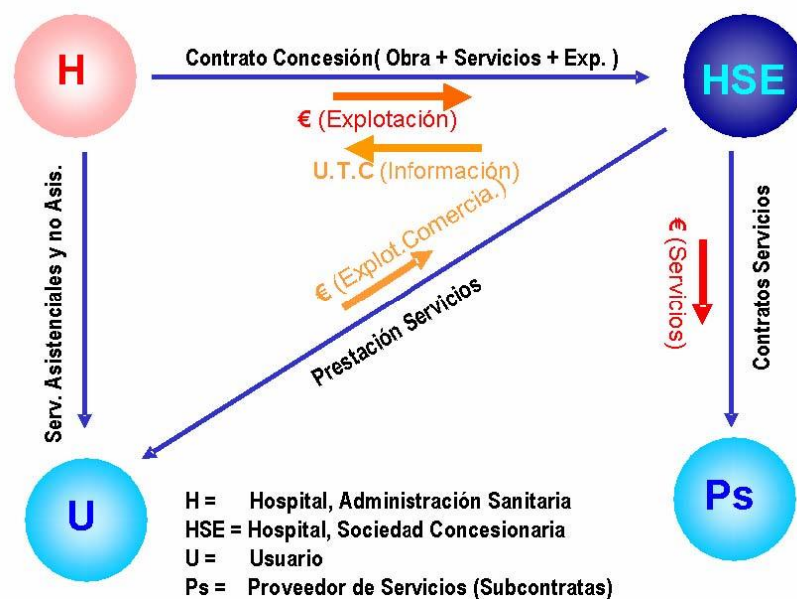 H
Contrato Concesión( Obra + Servicios + Exp. )
HSE
€ (Explotación)
U.T.C (Información)
Serv. Asistenciales y no Asis.
€ (Explot.Comercia.)
Prestación Servicios
€ (Servicios)
Contratos Servicios
U
Ps
H = Hospital, Administración Sanitaria
HSE = Hospital, Sociedad Concesionaria
U = Usuario
Ps = Proveedor de Servicios (Subcontratas)